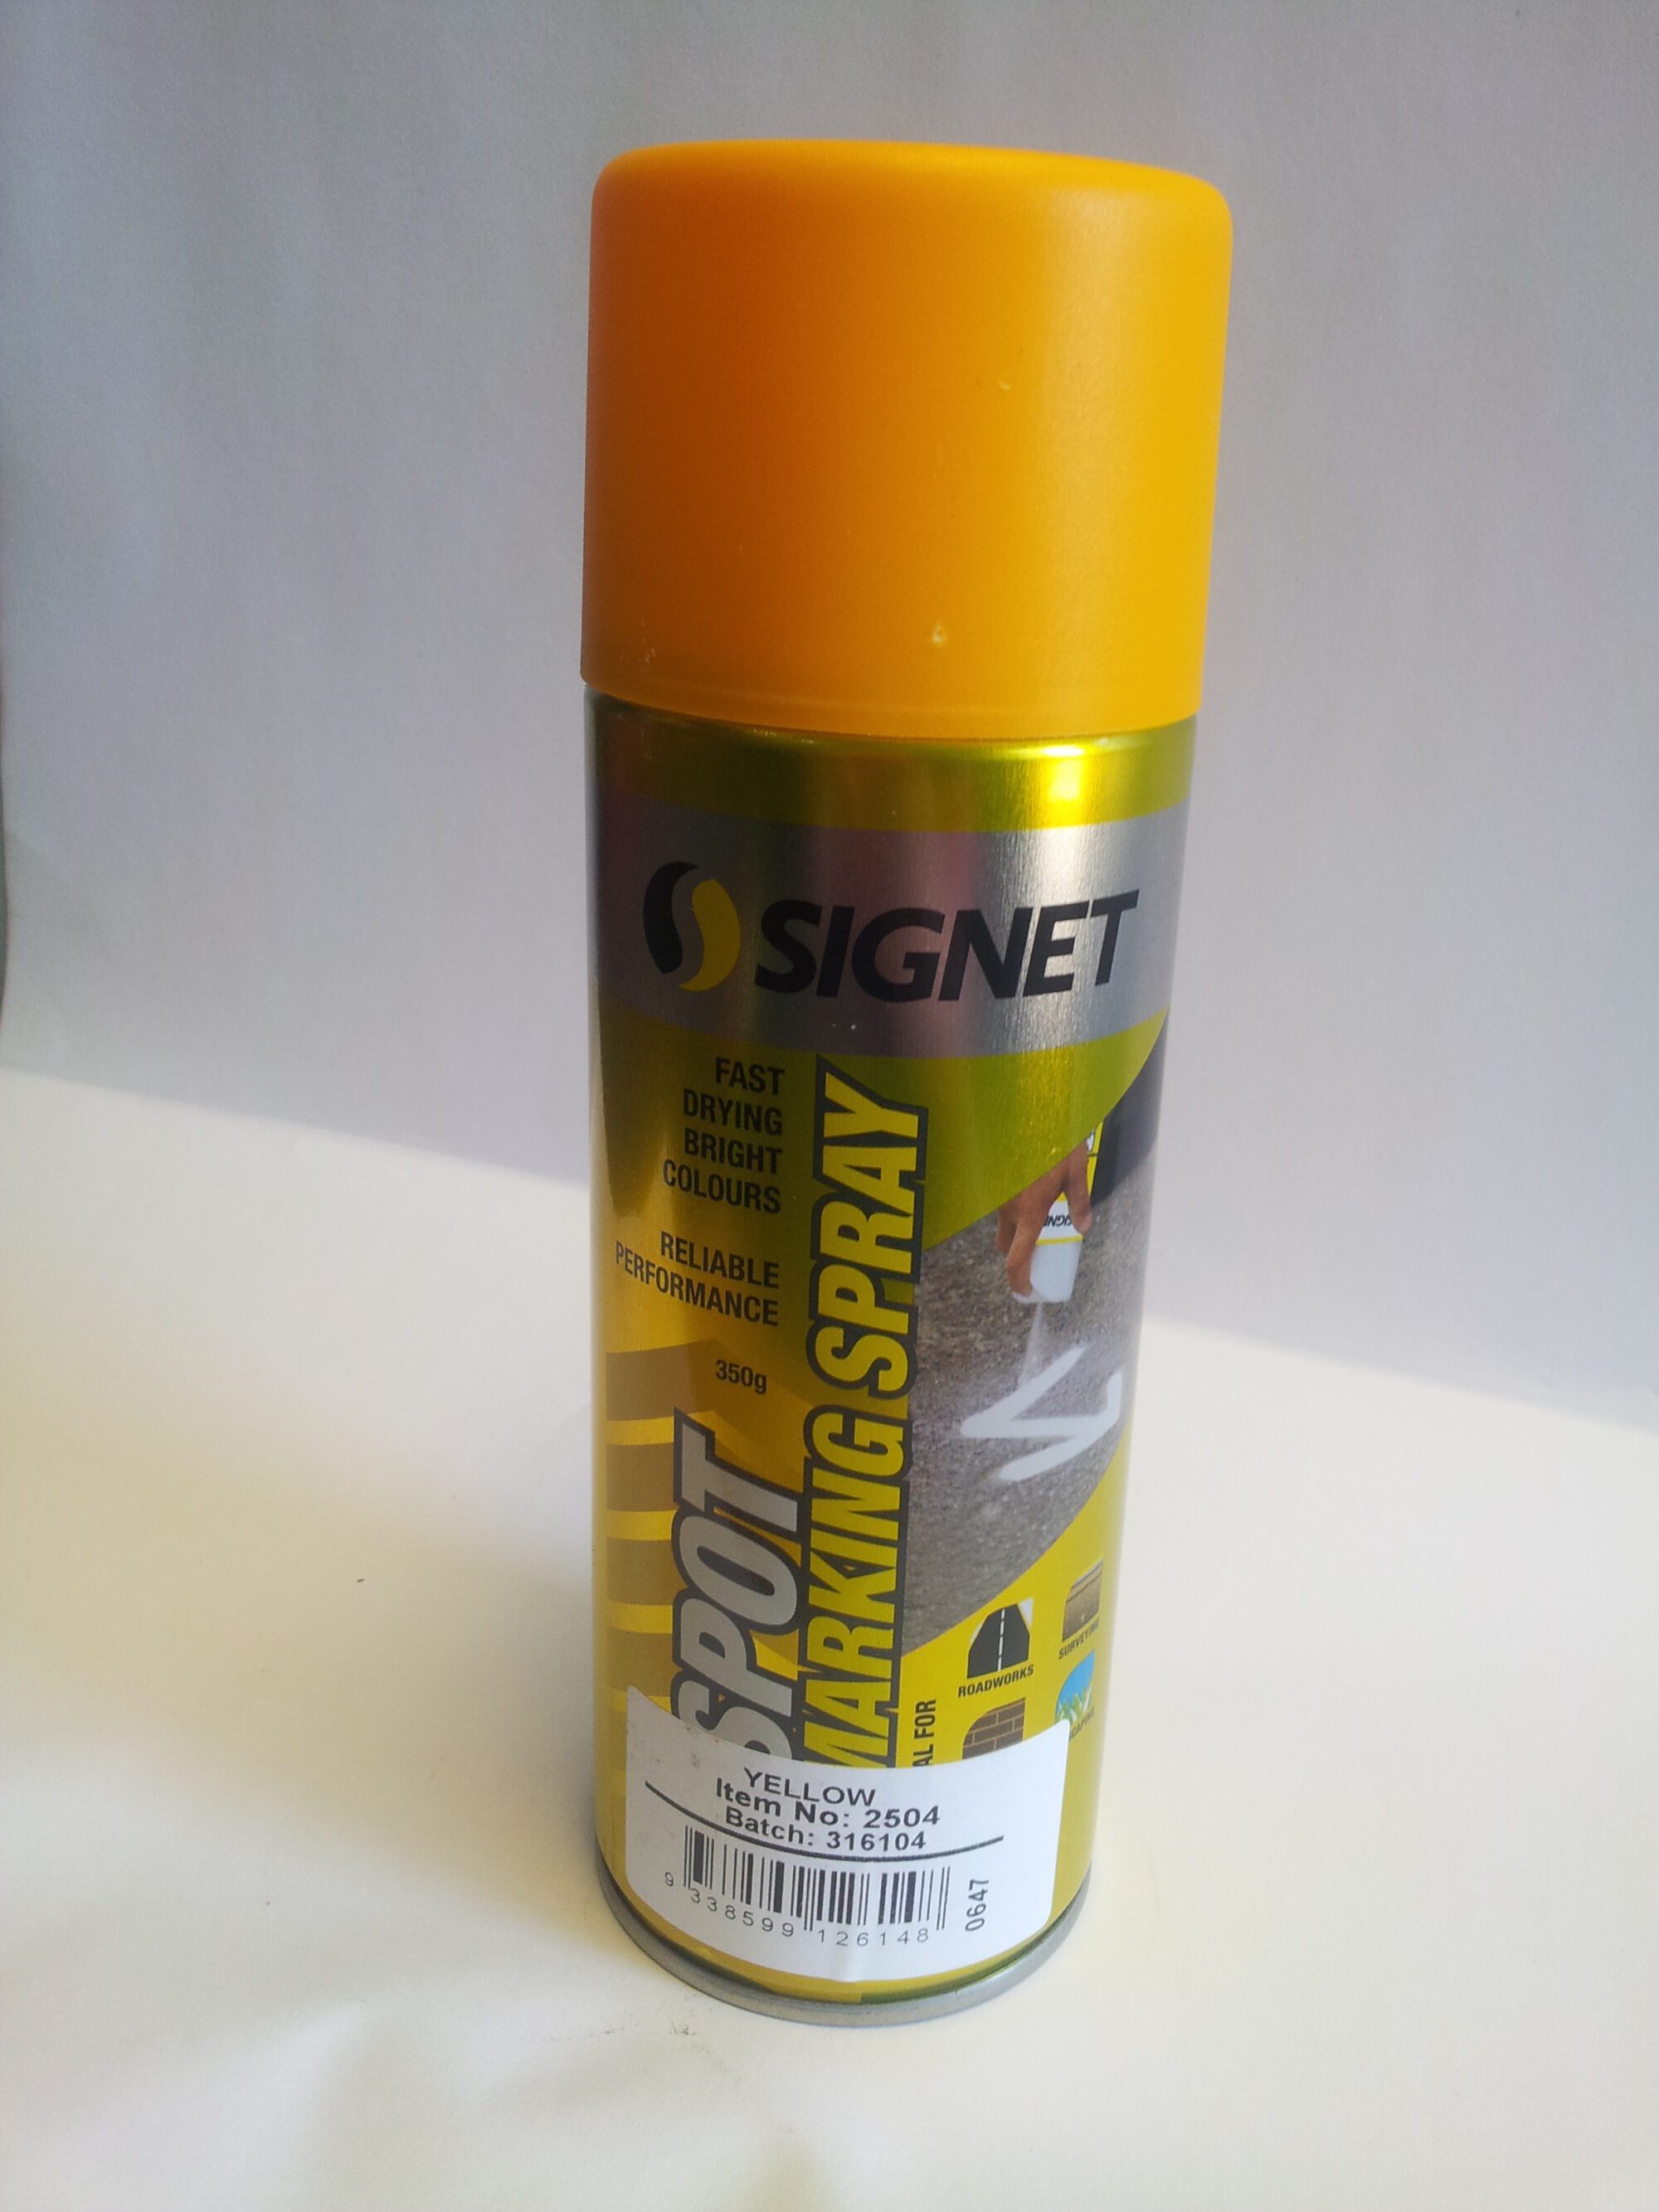 SIGNET
FAST
DRYING
BRIGHT
COLOURS
RELIABLE
PERFORMANCE
350g
SPOT
MARKING SPRAY
ROADWORKS
YELLOW
Item No: 2504
Batch: 316104
9 338599 126148
0647